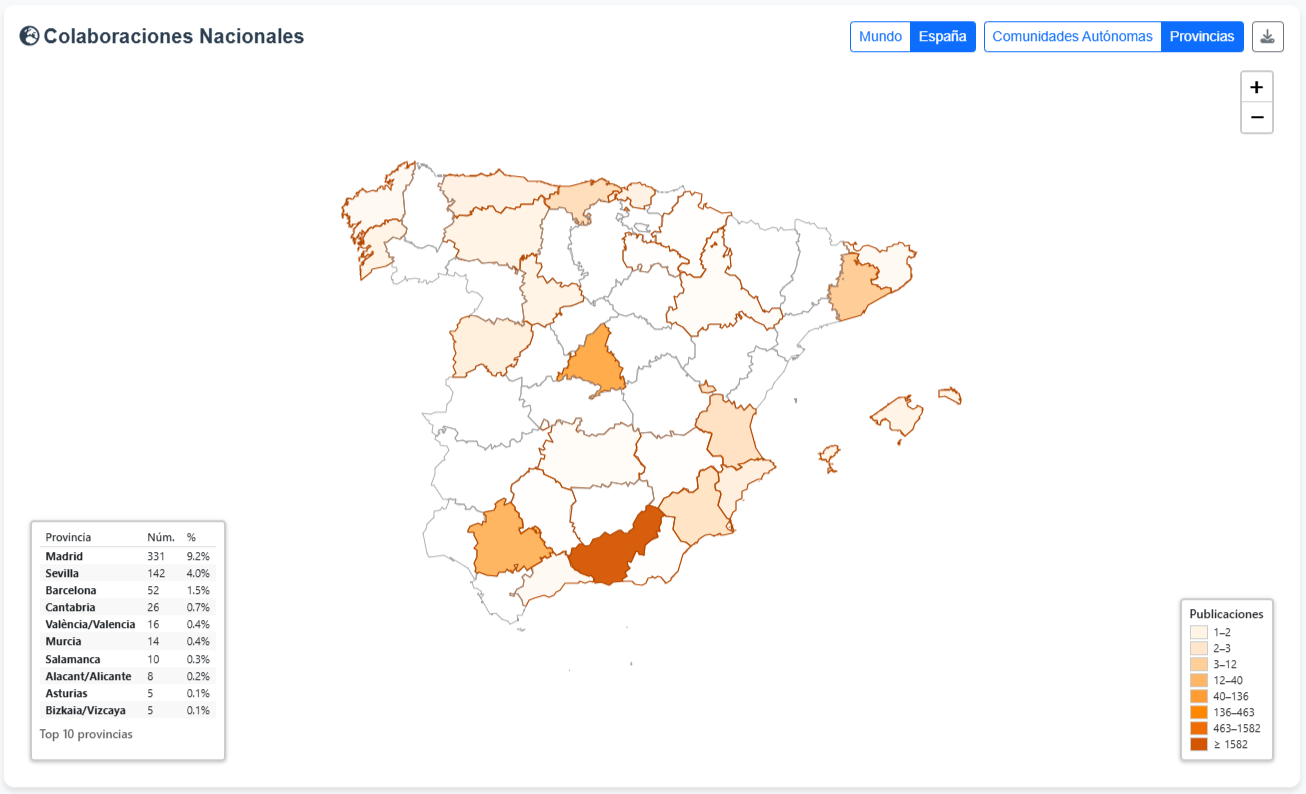 Colaboraciones Nacionales
Mundo España Comunidades Autónomas Provincias
+
−
Provincia Núm. %
Madrid 331 9.2%
Sevilla 142 4.0%
Barcelona 52 1.5%
Cantabria 26 0.7%
València/Valencia 16 0.4%
Murcia 14 0.4%
Salamanca 10 0.3%
Alacant/Alicante 8 0.2%
Asturias 5 0.1%
Bizkaia/Vizcaya 5 0.1%
Top 10 provincias
Publicaciones
1–2
2–3
3–12
12–40
40–136
136–463
463–1582
≥ 1582